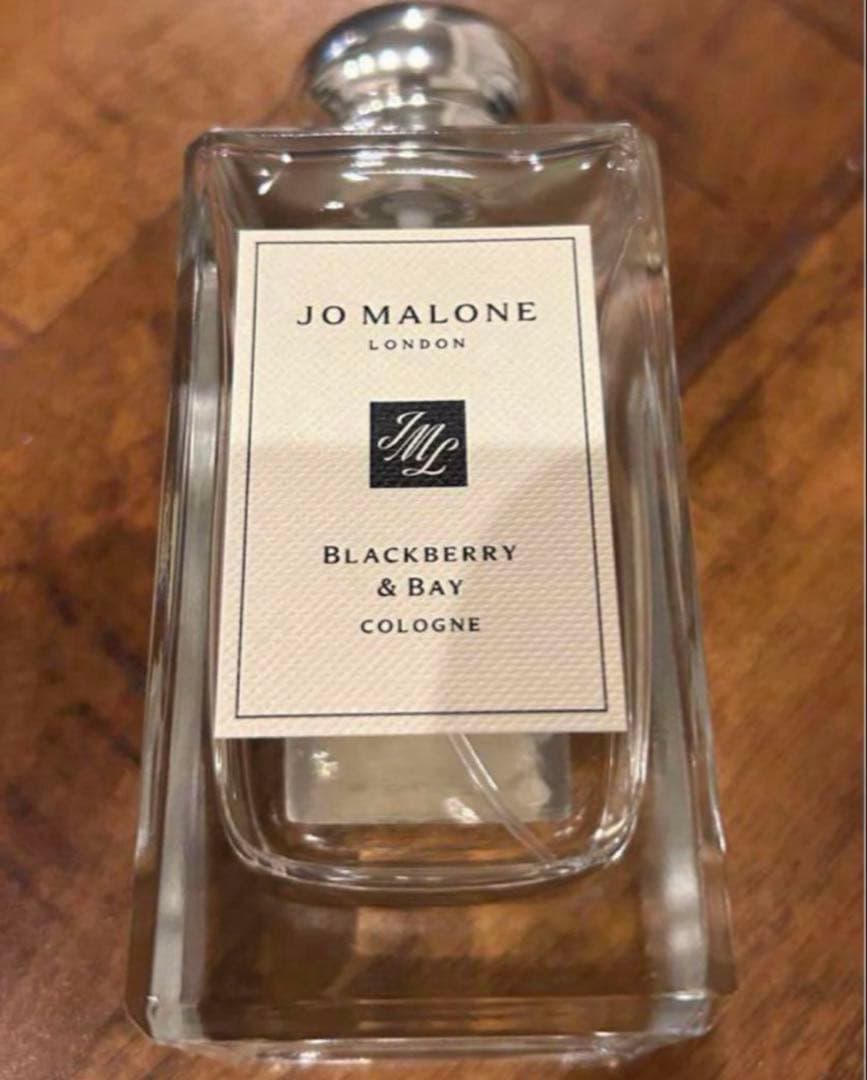 JO MALONE
LONDON
JML
BLACKBERRY
& BAY
COLOGNE